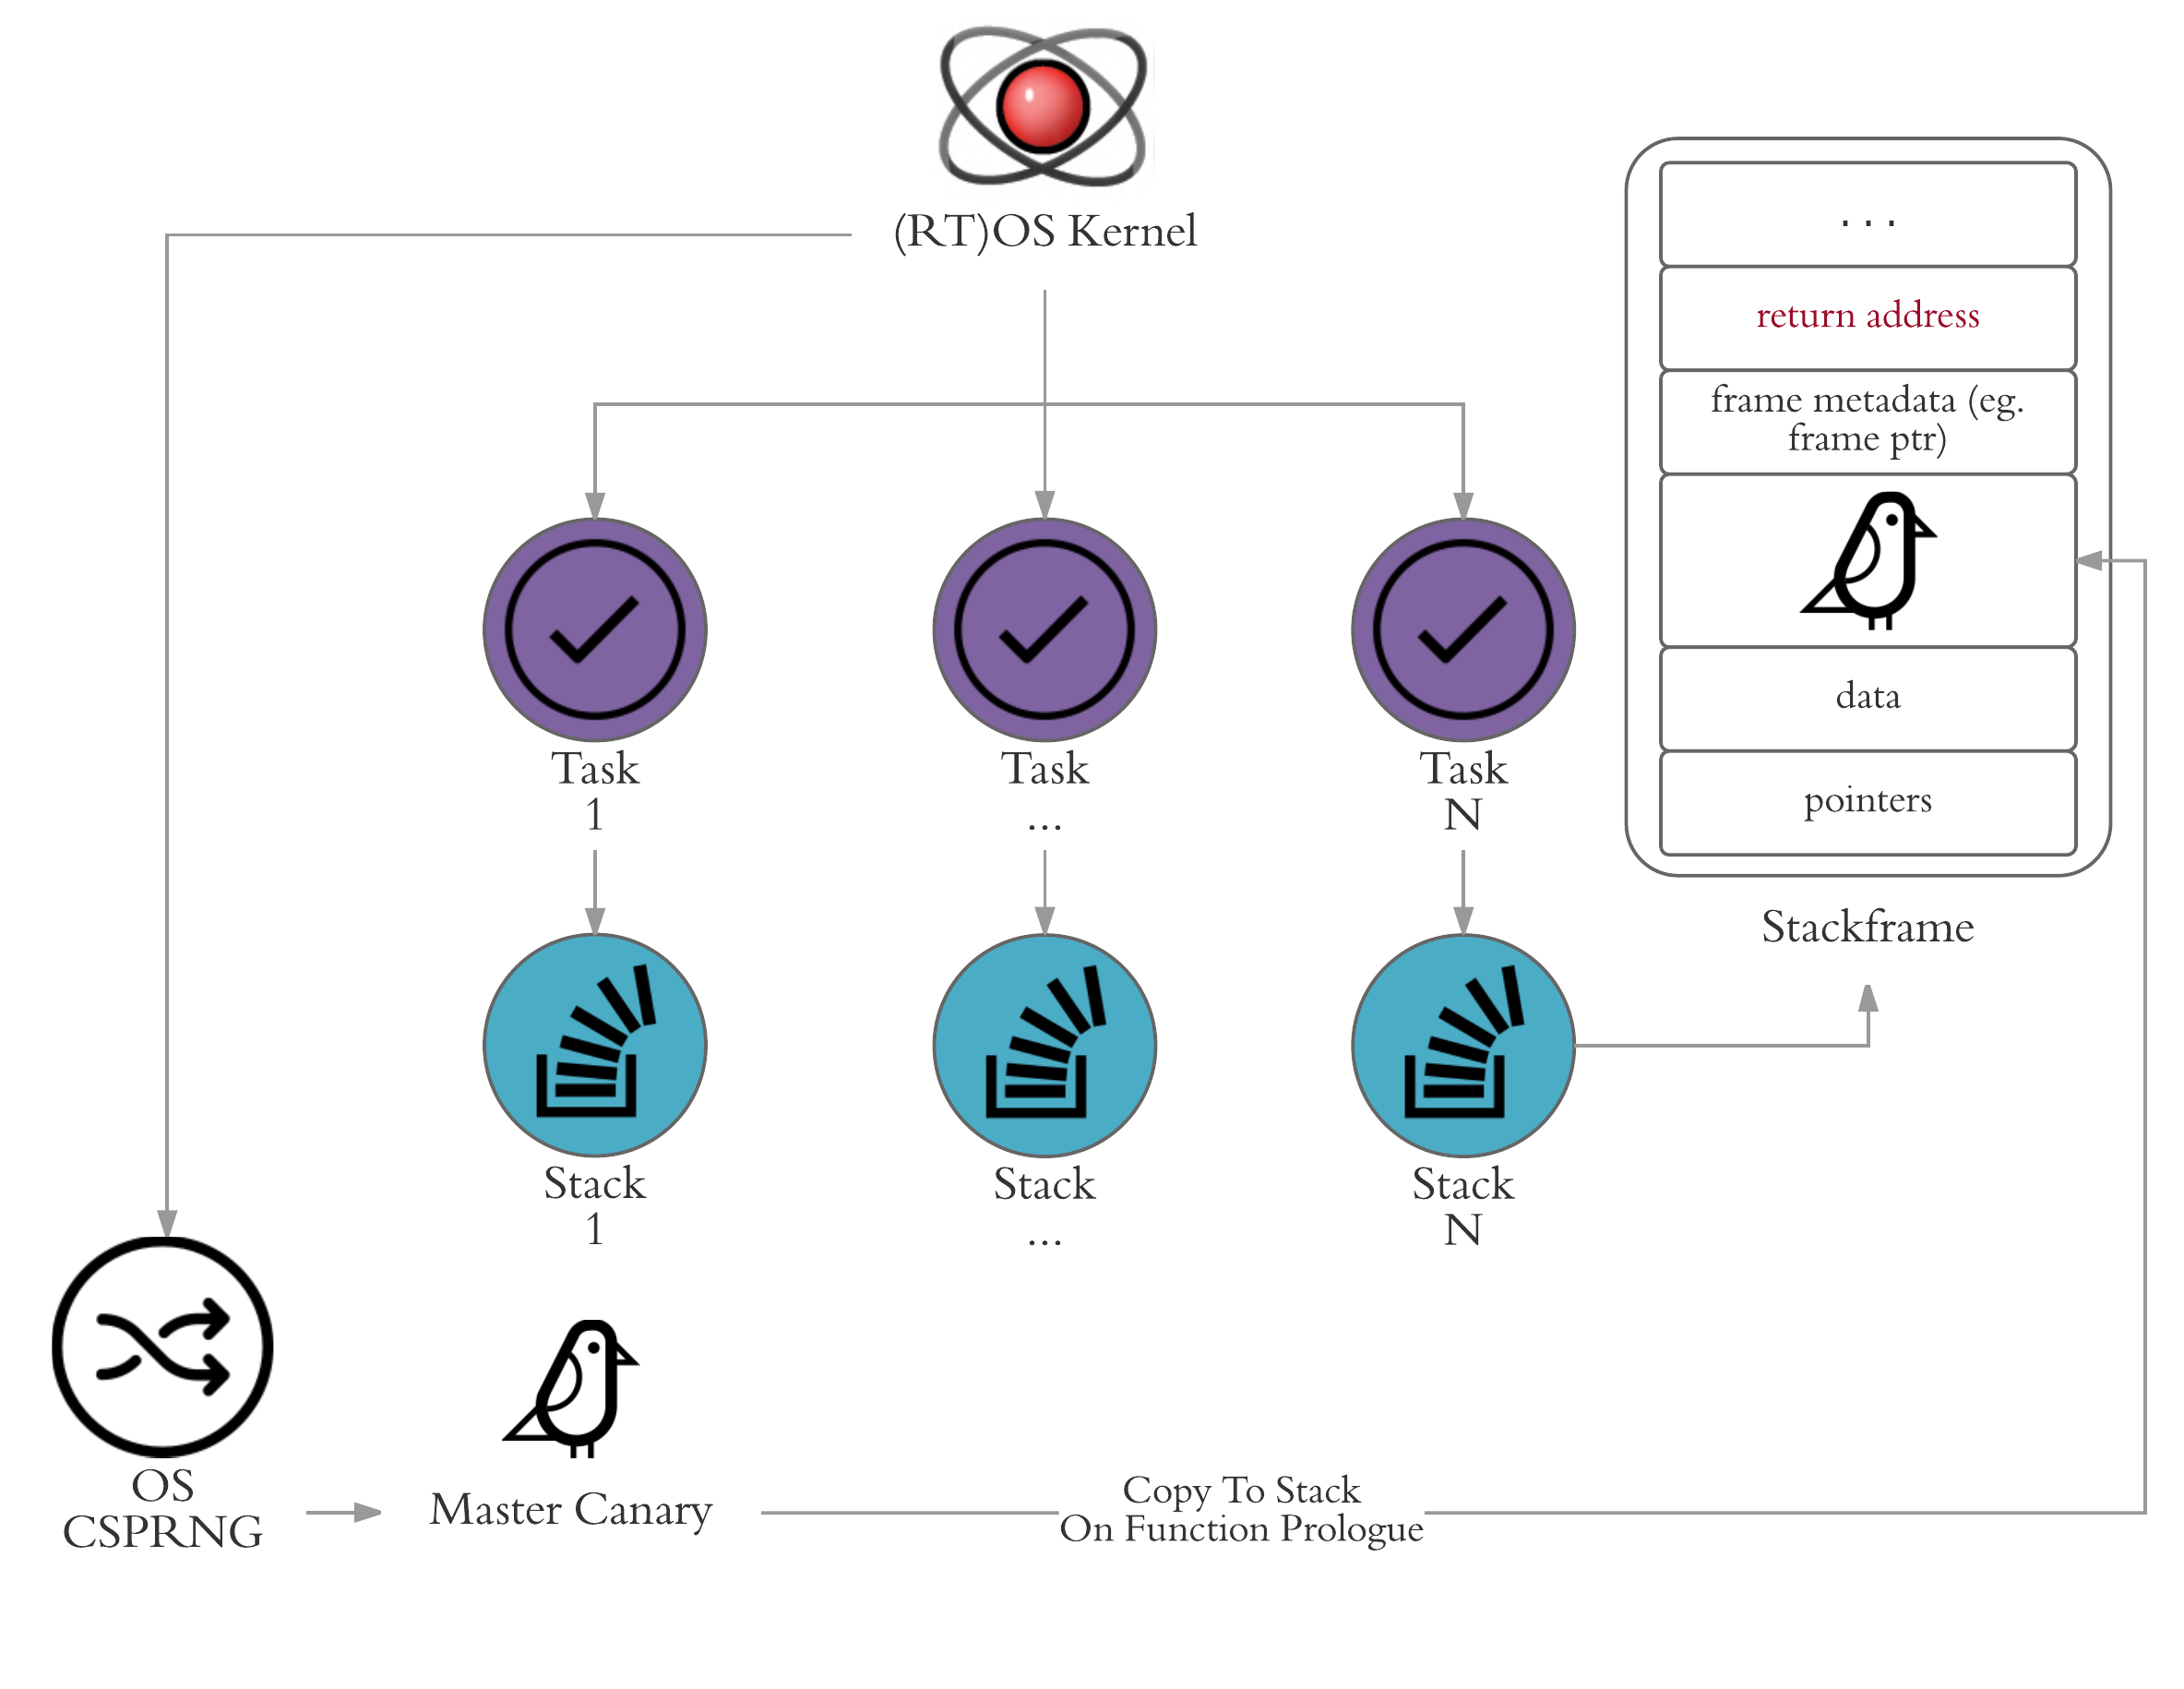 (RT)OS Kernel
. . .
return address
frame metadata (eg.
frame ptr)
data
pointers
Stackframe
Task
1
Task
...
Task
N
Stack
1
Stack
...
Stack
N
OS
CSPRNG
Master Canary
Copy To Stack
On Function Prologue